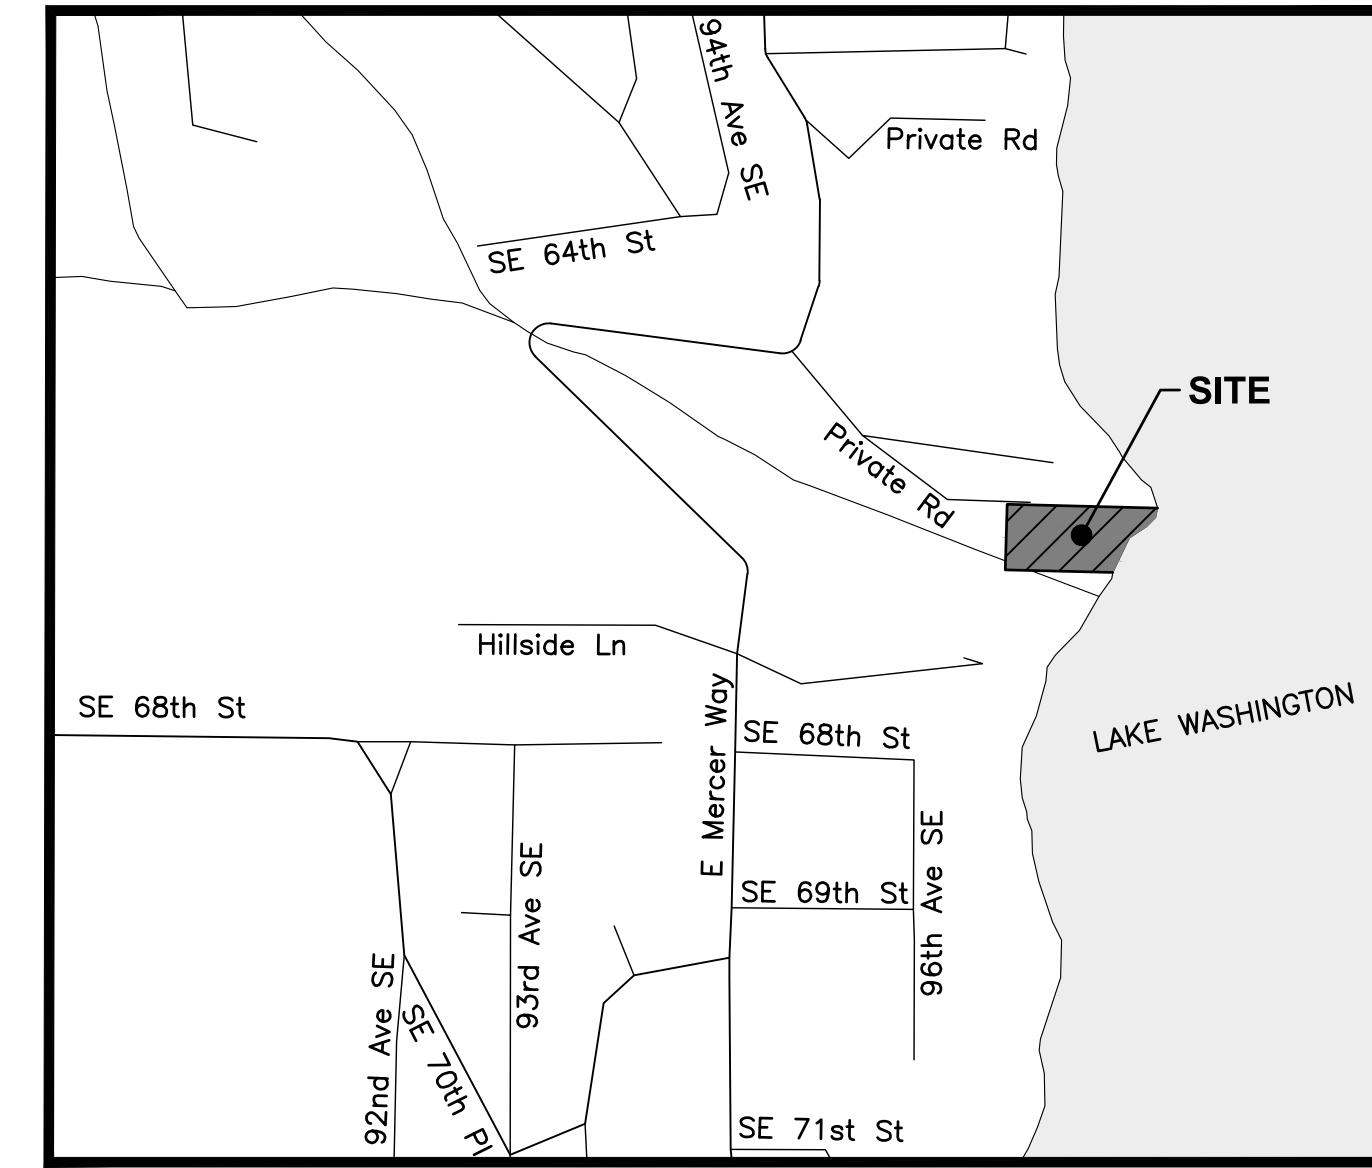 94th Ave SE
Private Rd
SE 64th St
SITE
Private Rd
Hillside Ln
SE 68th St
E Mercer Way
SE 68th St
LAKE WASHINGTON
93rd Ave SE
SE 69th St
96th Ave SE
92nd Ave SE
SE 70th Pl
SE 71st St